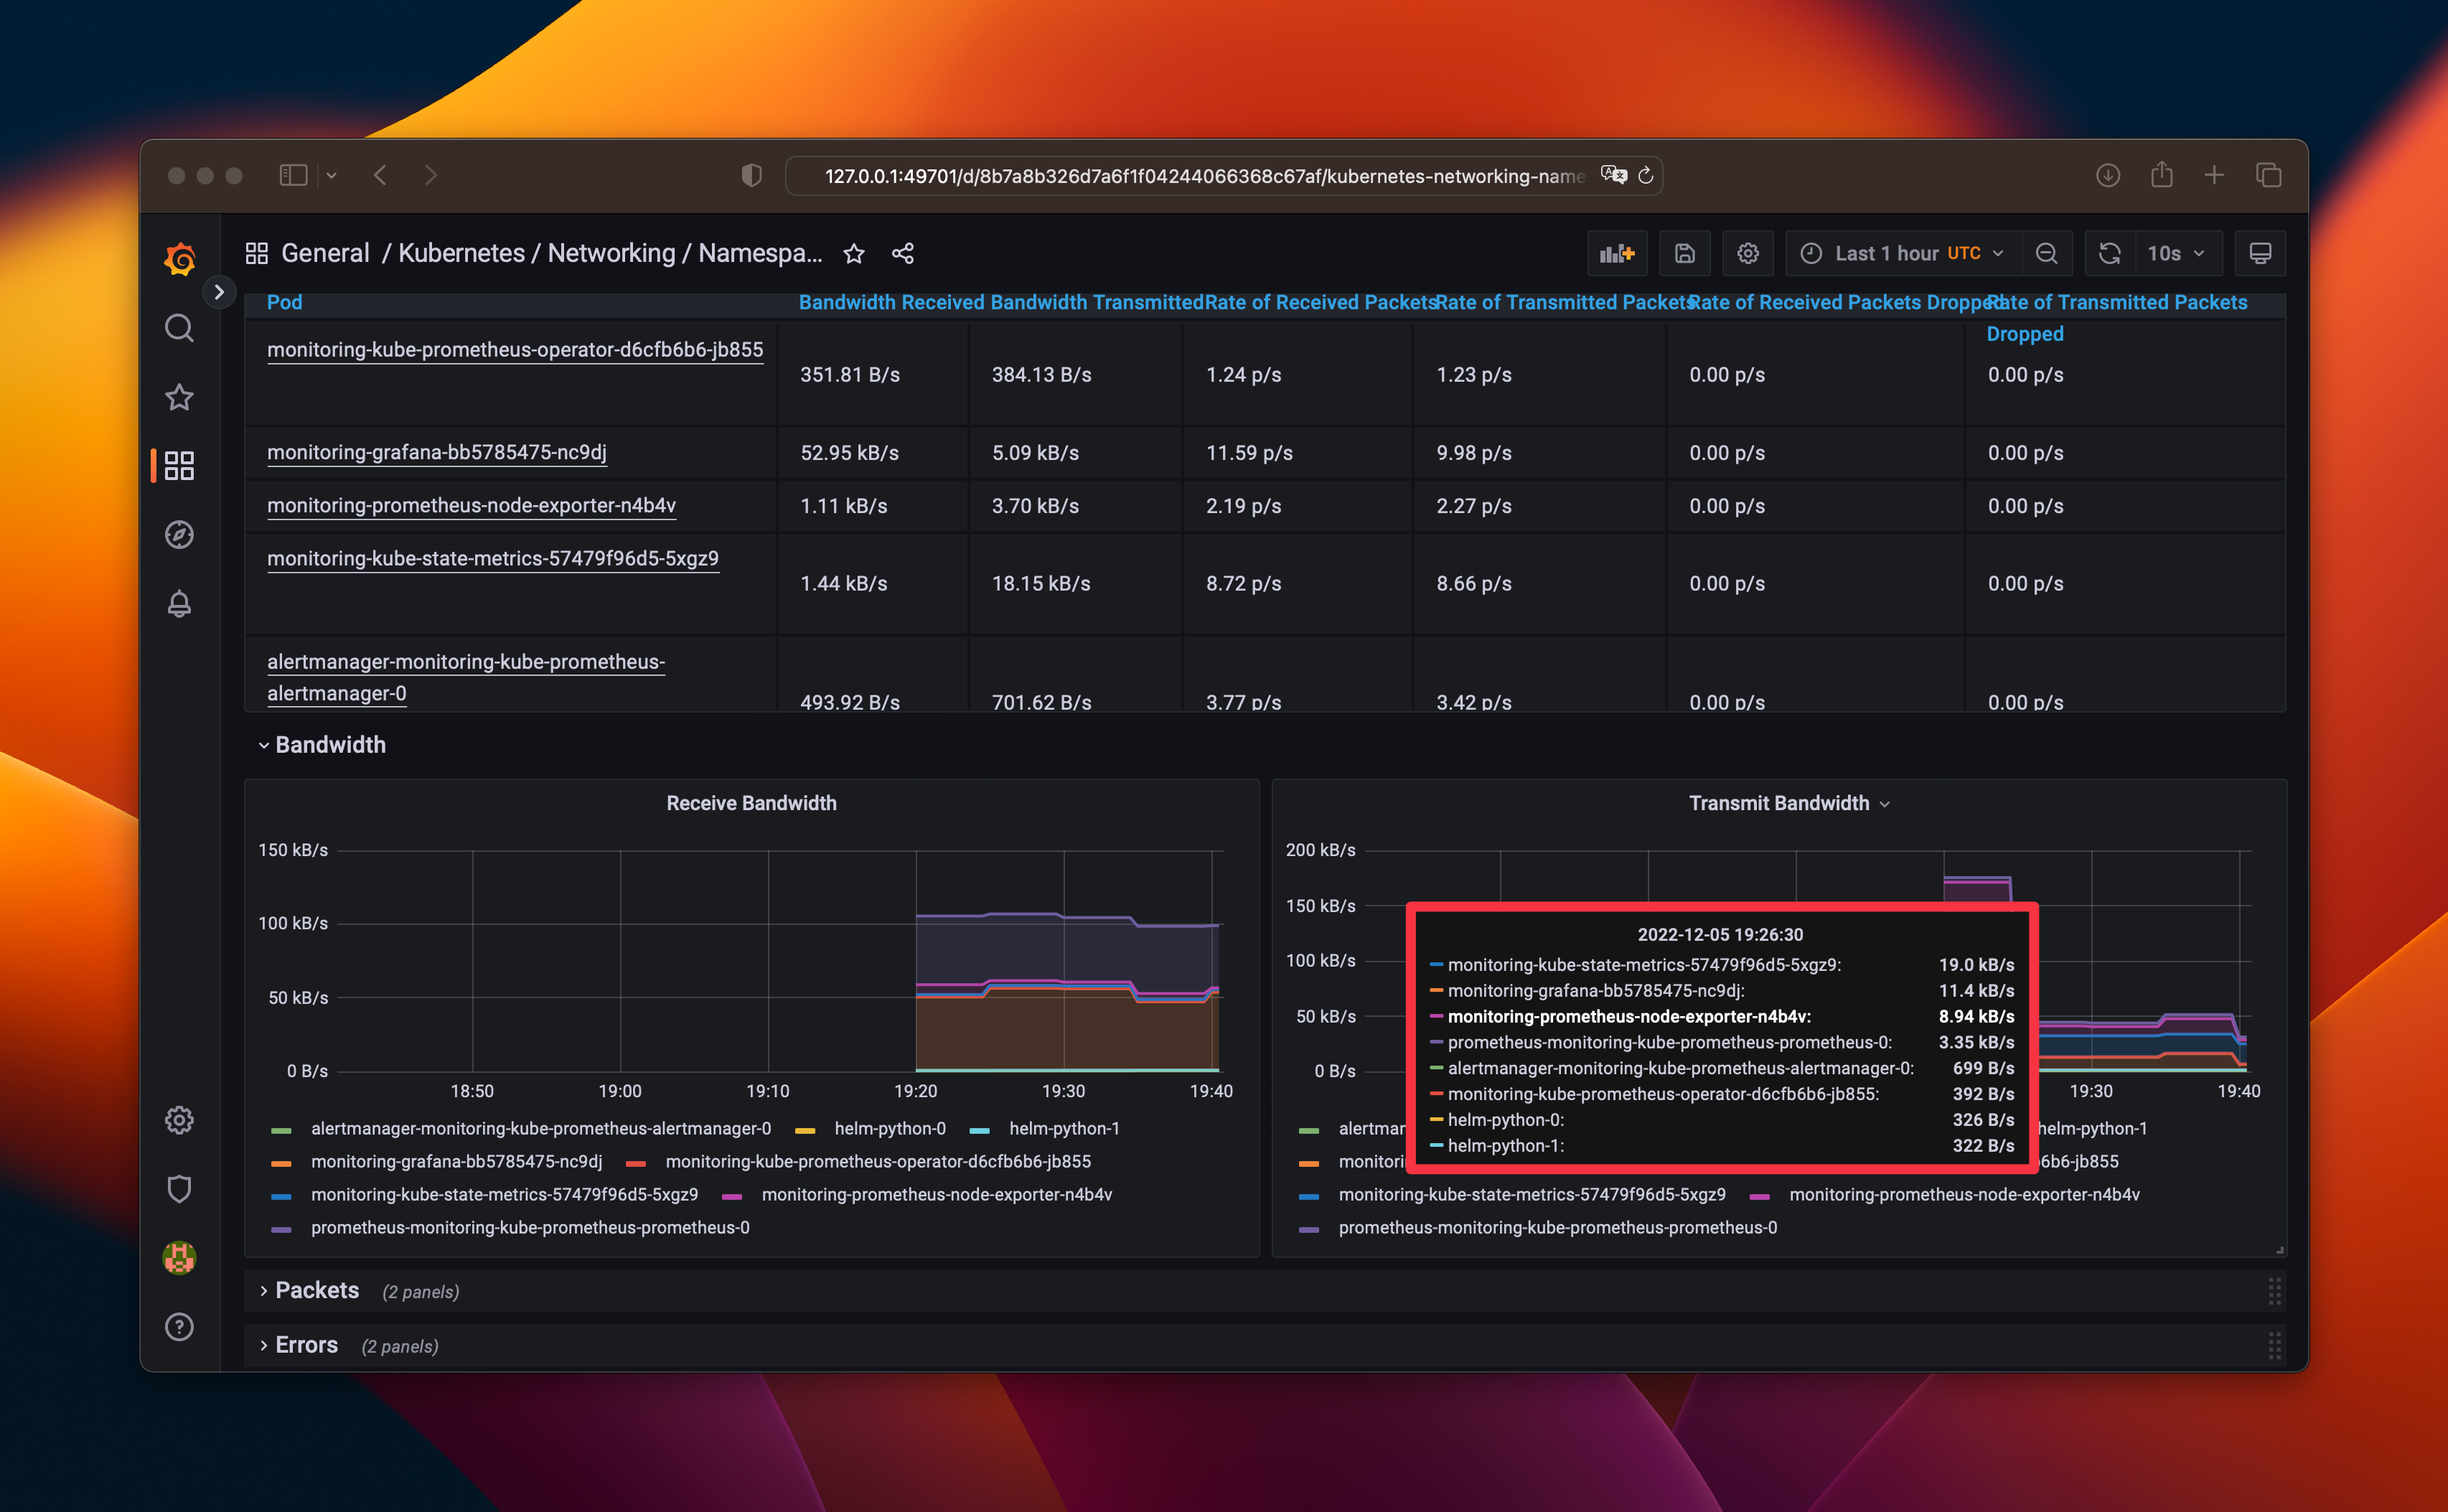 127.0.0.1:49701/d/8b7a8b326d7a6f1f04244066368c67af/kubernetes-networking-name
General / Kubernetes / Networking / Namespa...
Last 1 hour UTC
10s
Pod Bandwidth Received Bandwidth Transmitted Rate of Received Packets Rate of Transmitted Packets Rate of Received Packets Dropped Rate of Transmitted Packets
Dropped
monitoring-kube-prometheus-operator-d6cfb6b6-jb855 351.81 B/s 384.13 B/s 1.24 p/s 1.23 p/s 0.00 p/s 0.00 p/s
monitoring-grafana-bb5785475-nc9dj 52.95 kB/s 5.09 kB/s 11.59 p/s 9.98 p/s 0.00 p/s 0.00 p/s
monitoring-prometheus-node-exporter-n4b4v 1.11 kB/s 3.70 kB/s 2.19 p/s 2.27 p/s 0.00 p/s 0.00 p/s
monitoring-kube-state-metrics-57479f96d5-5xgz9 1.44 kB/s 18.15 kB/s 8.72 p/s 8.66 p/s 0.00 p/s 0.00 p/s
alertmanager-monitoring-kube-prometheus-
alertmanager-0 493.92 B/s 701.62 B/s 3.77 p/s 3.42 p/s 0.00 p/s 0.00 p/s
Bandwidth
Receive Bandwidth
150 kB/s
100 kB/s
50 kB/s
0 B/s
18:50 19:00 19:10 19:20 19:30 19:40
alertmanager-monitoring-kube-prometheus-alertmanager-0 helm-python-0 helm-python-1
monitoring-grafana-bb5785475-nc9dj monitoring-kube-prometheus-operator-d6cfb6b6-jb855
monitoring-kube-state-metrics-57479f96d5-5xgz9 monitoring-prometheus-node-exporter-n4b4v
prometheus-monitoring-kube-prometheus-prometheus-0
Transmit Bandwidth
200 kB/s
150 kB/s
100 kB/s
50 kB/s
0 B/s
2022-12-05 19:26:30
monitoring-kube-state-metrics-57479f96d5-5xgz9: 19.0 kB/s
monitoring-grafana-bb5785475-nc9dj: 11.4 kB/s
monitoring-prometheus-node-exporter-n4b4v: 8.94 kB/s
prometheus-monitoring-kube-prometheus-prometheus-0: 3.35 kB/s
alertmanager-monitoring-kube-prometheus-alertmanager-0: 699 B/s
monitoring-kube-prometheus-operator-d6cfb6b6-jb855: 392 B/s
helm-python-0: 326 B/s
helm-python-1: 322 B/s
19:30 19:40
alertmar helm-python-1
monitori 6b6-jb855
monitoring-kube-state-metrics-57479f96d5-5xgz9 monitoring-prometheus-node-exporter-n4b4v
prometheus-monitoring-kube-prometheus-prometheus-0
Packets (2 panels)
Errors (2 panels)